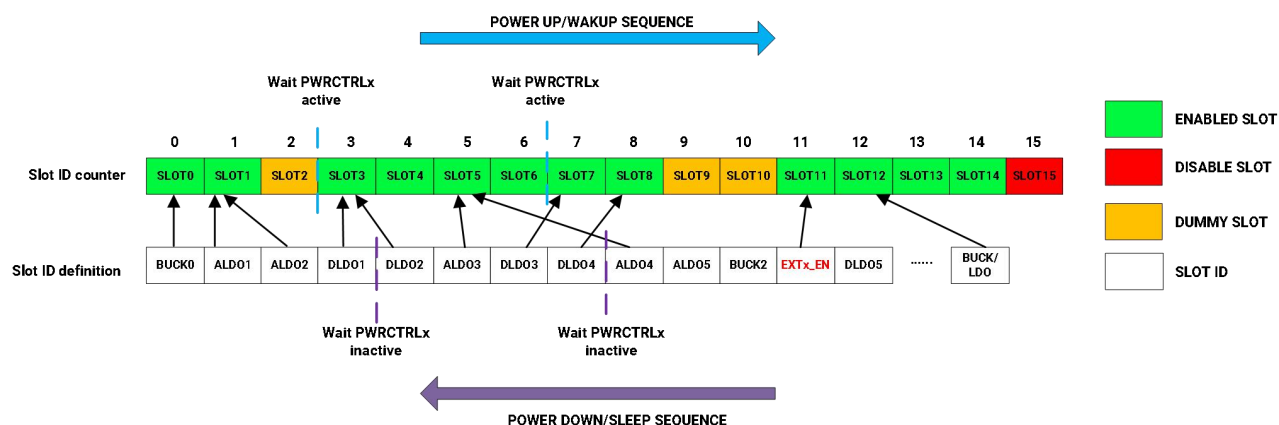 POWER UP/WAKUP SEQUENCE
Wait PWRCTRLx
active
Wait PWRCTRLx
active
0 1 2 3 4 5 6 7 8 9 10 11 12 13 14 15
Slot ID counter
SLOT0 SLOT1 SLOT2 SLOT3 SLOT4 SLOT5 SLOT6 SLOT7 SLOT8 SLOT9 SLOT10 SLOT11 SLOT12 SLOT13 SLOT14 SLOT15
Slot ID definition
BUCK0 ALDO1 ALDO2 DLDO1 DLDO2 ALDO3 DLDO3 DLDO4 ALDO4 ALDO5 BUCK2 EXTx_EN DLDO5 ...... BUCK/
LDO
Wait PWRCTRLx
inactive
Wait PWRCTRLx
inactive
POWER DOWN/SLEEP SEQUENCE
ENABLED SLOT
DISABLE SLOT
DUMMY SLOT
SLOT ID